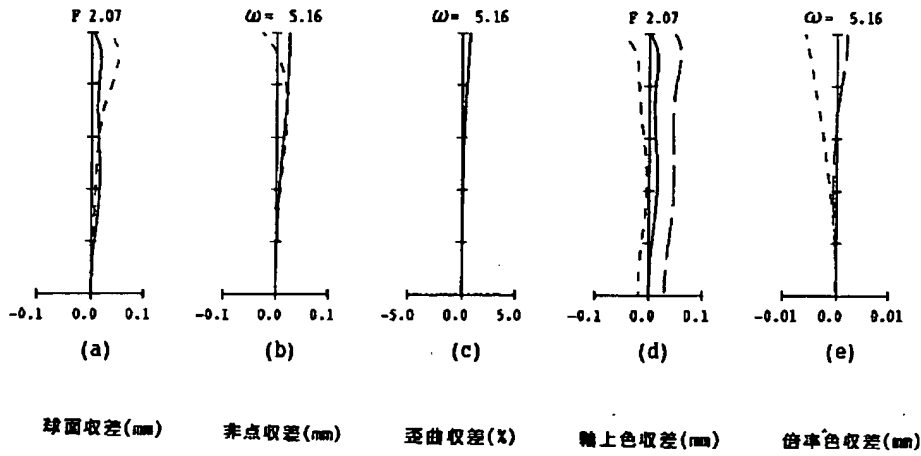 F 2.07
ω= 5.16
ω= 5.16
F 2.07
ω= 5.16
-0.1 0.0 0.1
-0.1 0.0 0.1
-5.0 0.0 5.0
-0.1 0.0 0.1
-0.01 0.0 0.01
(a)
(b)
(c)
(d)
(e)
球面収差(mm)
非点収差(mm)
歪曲収差(%)
軸上色収差(mm)
倍率色収差(mm)